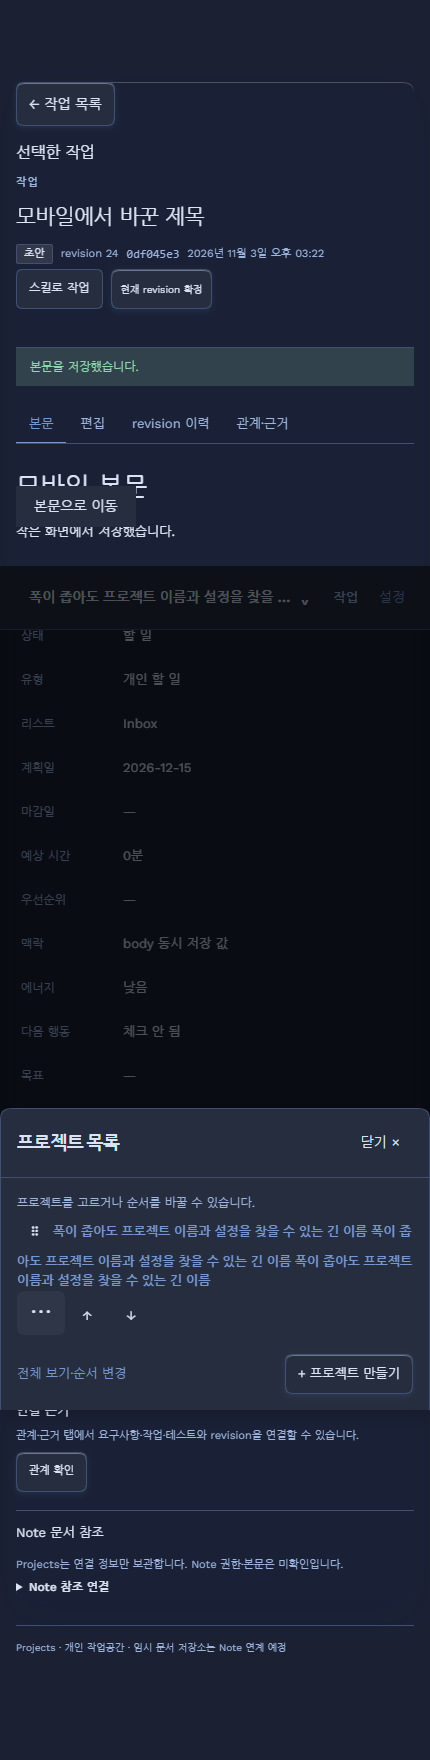 ← 작업 목록
선택한 작업
작업
모바일에서 바꾼 제목
초안 revision 24 0df045e3 2026년 11월 3일 오후 03:22
스킬로 작업 현재 revision 확정
본문을 저장했습니다.
본문 편집 revision 이력 관계·근거
모바일 본문
본문으로 이동
작은 화면에서 저장했습니다.
폭이 좁아도 프로젝트 이름과 설정을 찾을 ... 작업 설정
상태 할 일
유형 개인 할 일
리스트 Inbox
계획일 2026-12-15
마감일 —
예상 시간 0분
우선순위 —
맥락 body 동시 저장 값
에너지 낮음
다음 행동 체크 안 됨
목표 —
프로젝트 목록 닫기 ×
프로젝트를 고르거나 순서를 바꿀 수 있습니다.
폭이 좁아도 프로젝트 이름과 설정을 찾을 수 있는 긴 이름 폭이 좁
아도 프로젝트 이름과 설정을 찾을 수 있는 긴 이름 폭이 좁아도 프로젝트
이름과 설정을 찾을 수 있는 긴 이름
••• ↑ ↓
전체 보기·순서 변경 + 프로젝트 만들기
관계·근거 탭에서 요구사항·작업·테스트와 revision을 연결할 수 있습니다.
관계 확인
Note 문서 참조
Projects는 연결 정보만 보관합니다. Note 권한·본문은 미확인입니다.
▶ Note 참조 연결
Projects · 개인 작업공간 · 임시 문서 저장소는 Note 연계 예정